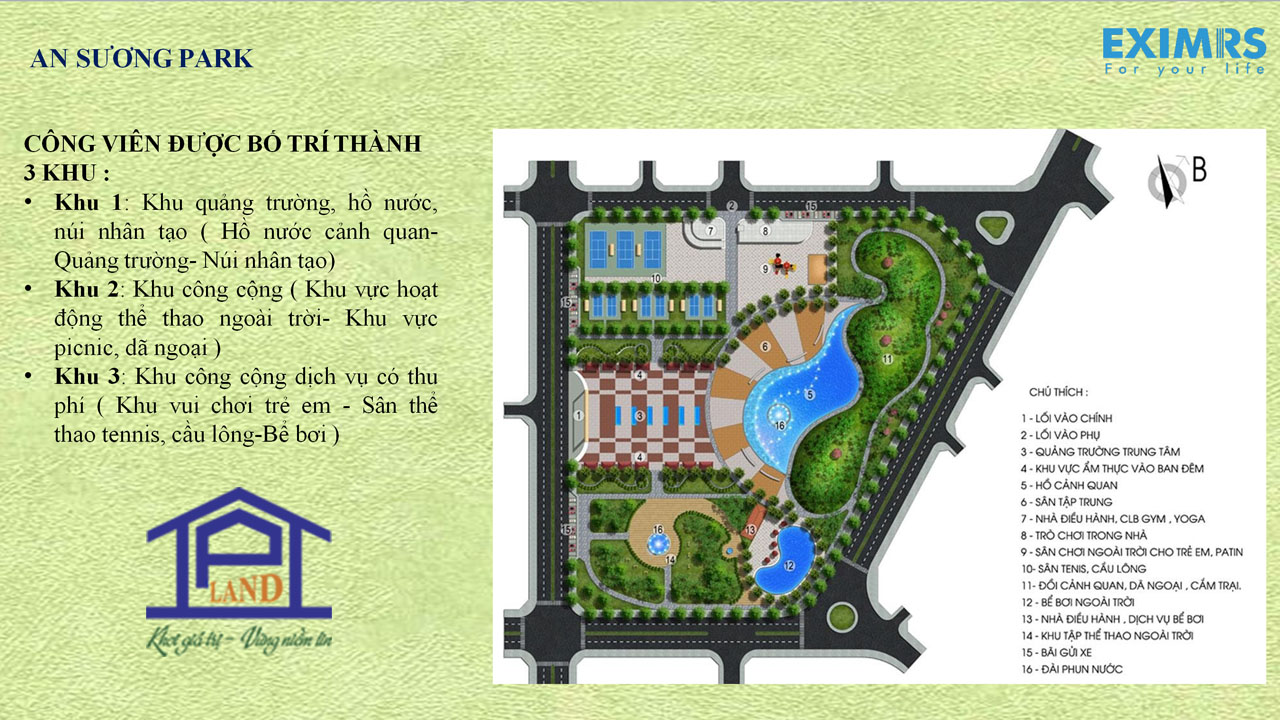 AN SƯƠNG PARK
EXIMRS
For your life
CÔNG VIÊN ĐƯỢC BỐ TRÍ THÀNH
3 KHU :
• Khu 1: Khu quảng trường, hồ nước,
núi nhân tạo ( Hồ nước cảnh quan-
Quảng trường- Núi nhân tạo)
• Khu 2: Khu công cộng ( Khu vực hoạt
động thể thao ngoài trời- Khu vực
picnic, dã ngoại )
• Khu 3: Khu công cộng dịch vụ có thu
phí ( Khu vui chơi trẻ em - Sân thể
thao tennis, cầu lông-Bể bơi )
LAND
Khơi giá trị - Vững niềm tin
B
2
15
7
8
9
10
15
6
11
4
5
1
3
16
4
15
16
13
14
12
CHÚ THÍCH :
1 - LỐI VÀO CHÍNH
2 - LỐI VÀO PHỤ
3 - QUẢNG TRƯỜNG TRUNG TÂM
4 - KHU VỰC ẨM THỰC VÀO BAN ĐÊM
5 - HỒ CẢNH QUAN
6 - SÂN TẬP TRUNG
7 - NHÀ ĐIỀU HÀNH, CLB GYM , YOGA
8 - TRÒ CHƠI TRONG NHÀ
9 - SÂN CHƠI NGOÀI TRỜI CHO TRẺ EM, PATIN
10- SÂN TENIS, CẦU LÔNG
11- ĐỒI CẢNH QUAN, DÃ NGOẠI , CẮM TRẠI.
12 - BỂ BƠI NGOÀI TRỜI
13 - NHÀ ĐIỀU HÀNH , DỊCH VỤ BỂ BƠI
14 - KHU TẬP THỂ THAO NGOÀI TRỜI
15 - BÃI GỬI XE
16 - ĐÀI PHUN NƯỚC